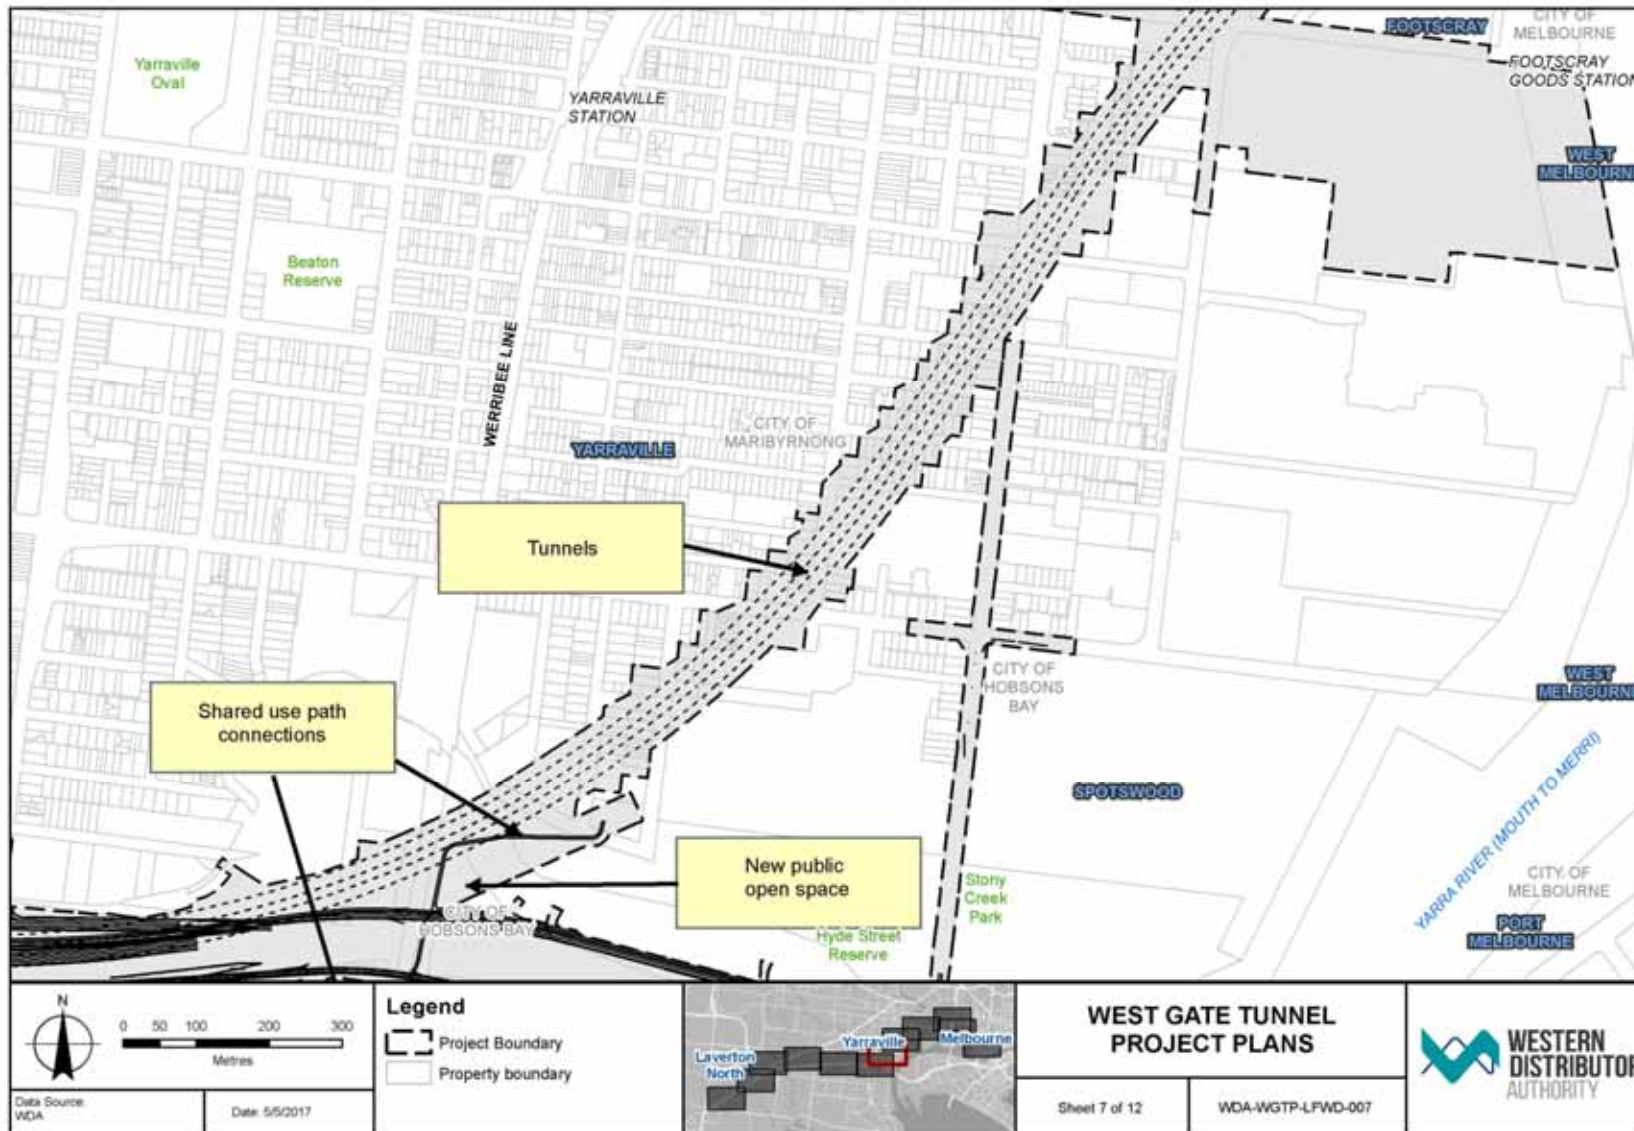 FOOTSCRAY
CITY OF
MELBOURNE
FOOTSCRAY
GOODS STATION
Yarraville
Oval
YARRAVILLE
STATION
WEST
MELBOURNE
Beaton
Reserve
WERRIBEE LINE
CITY OF
MARIBYRNONG
YARRAVILLE
Tunnels
CITY OF
HOBSONS
BAY
WEST
MELBOURNE
Shared use path
connections
SPOTSWOOD
YARRA RIVER (MOUTH TO MERRI)
New public
open space
Stony
Creek
Park
CITY OF
MELBOURNE
CITY OF
HOBSONS BAY
Hyde Street
Reserve
PORT
MELBOURNE
N
0 50 100 200 300
Metres
Data Source:
WDA
Date: 5/5/2017
Legend
Project Boundary
Property boundary
Laverton
North
Yarraville
Melbourne
WEST GATE TUNNEL
PROJECT PLANS
Sheet 7 of 12
WDA-WGTP-LFWD-007
WESTERN
DISTRIBUTOR
AUTHORITY